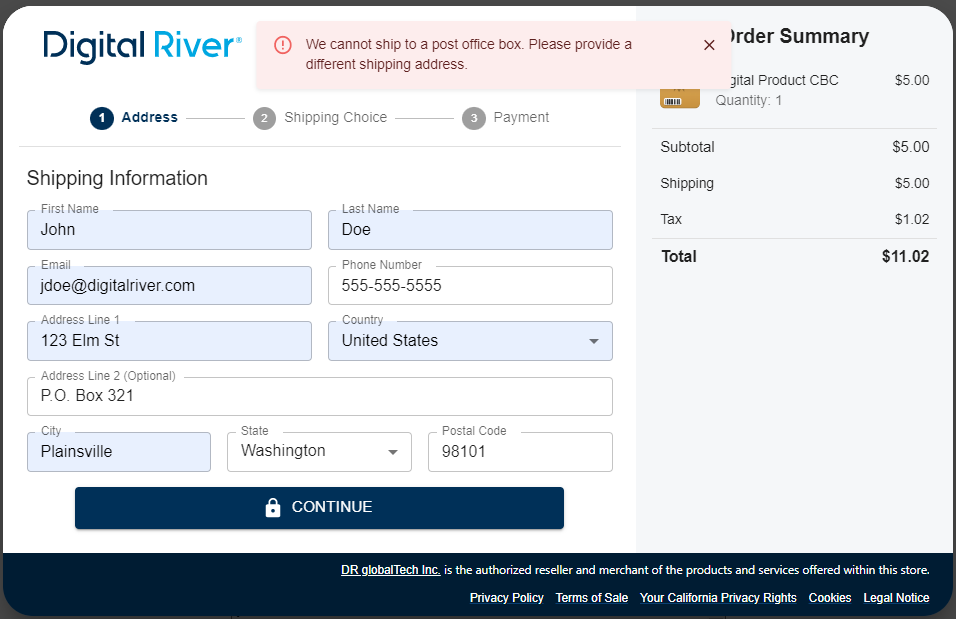 Digital River®
We cannot ship to a post office box. Please provide a
different shipping address.
1 Address
2 Shipping Choice
3 Payment
Shipping Information
First Name
John
Last Name
Doe
Email
jdoe@digitalriver.com
Phone Number
555-555-5555
Address Line 1
123 Elm St
Country
United States
Address Line 2 (Optional)
P.O. Box 321
City
Plainsville
State
Washington
Postal Code
98101
CONTINUE
Order Summary
gital Product CBC $5.00
Quantity: 1
Subtotal $5.00
Shipping $5.00
Tax $1.02
Total $11.02
DR globalTech Inc. is the authorized reseller and merchant of the products and services offered within this store.
Privacy Policy Terms of Sale Your California Privacy Rights Cookies Legal Notice